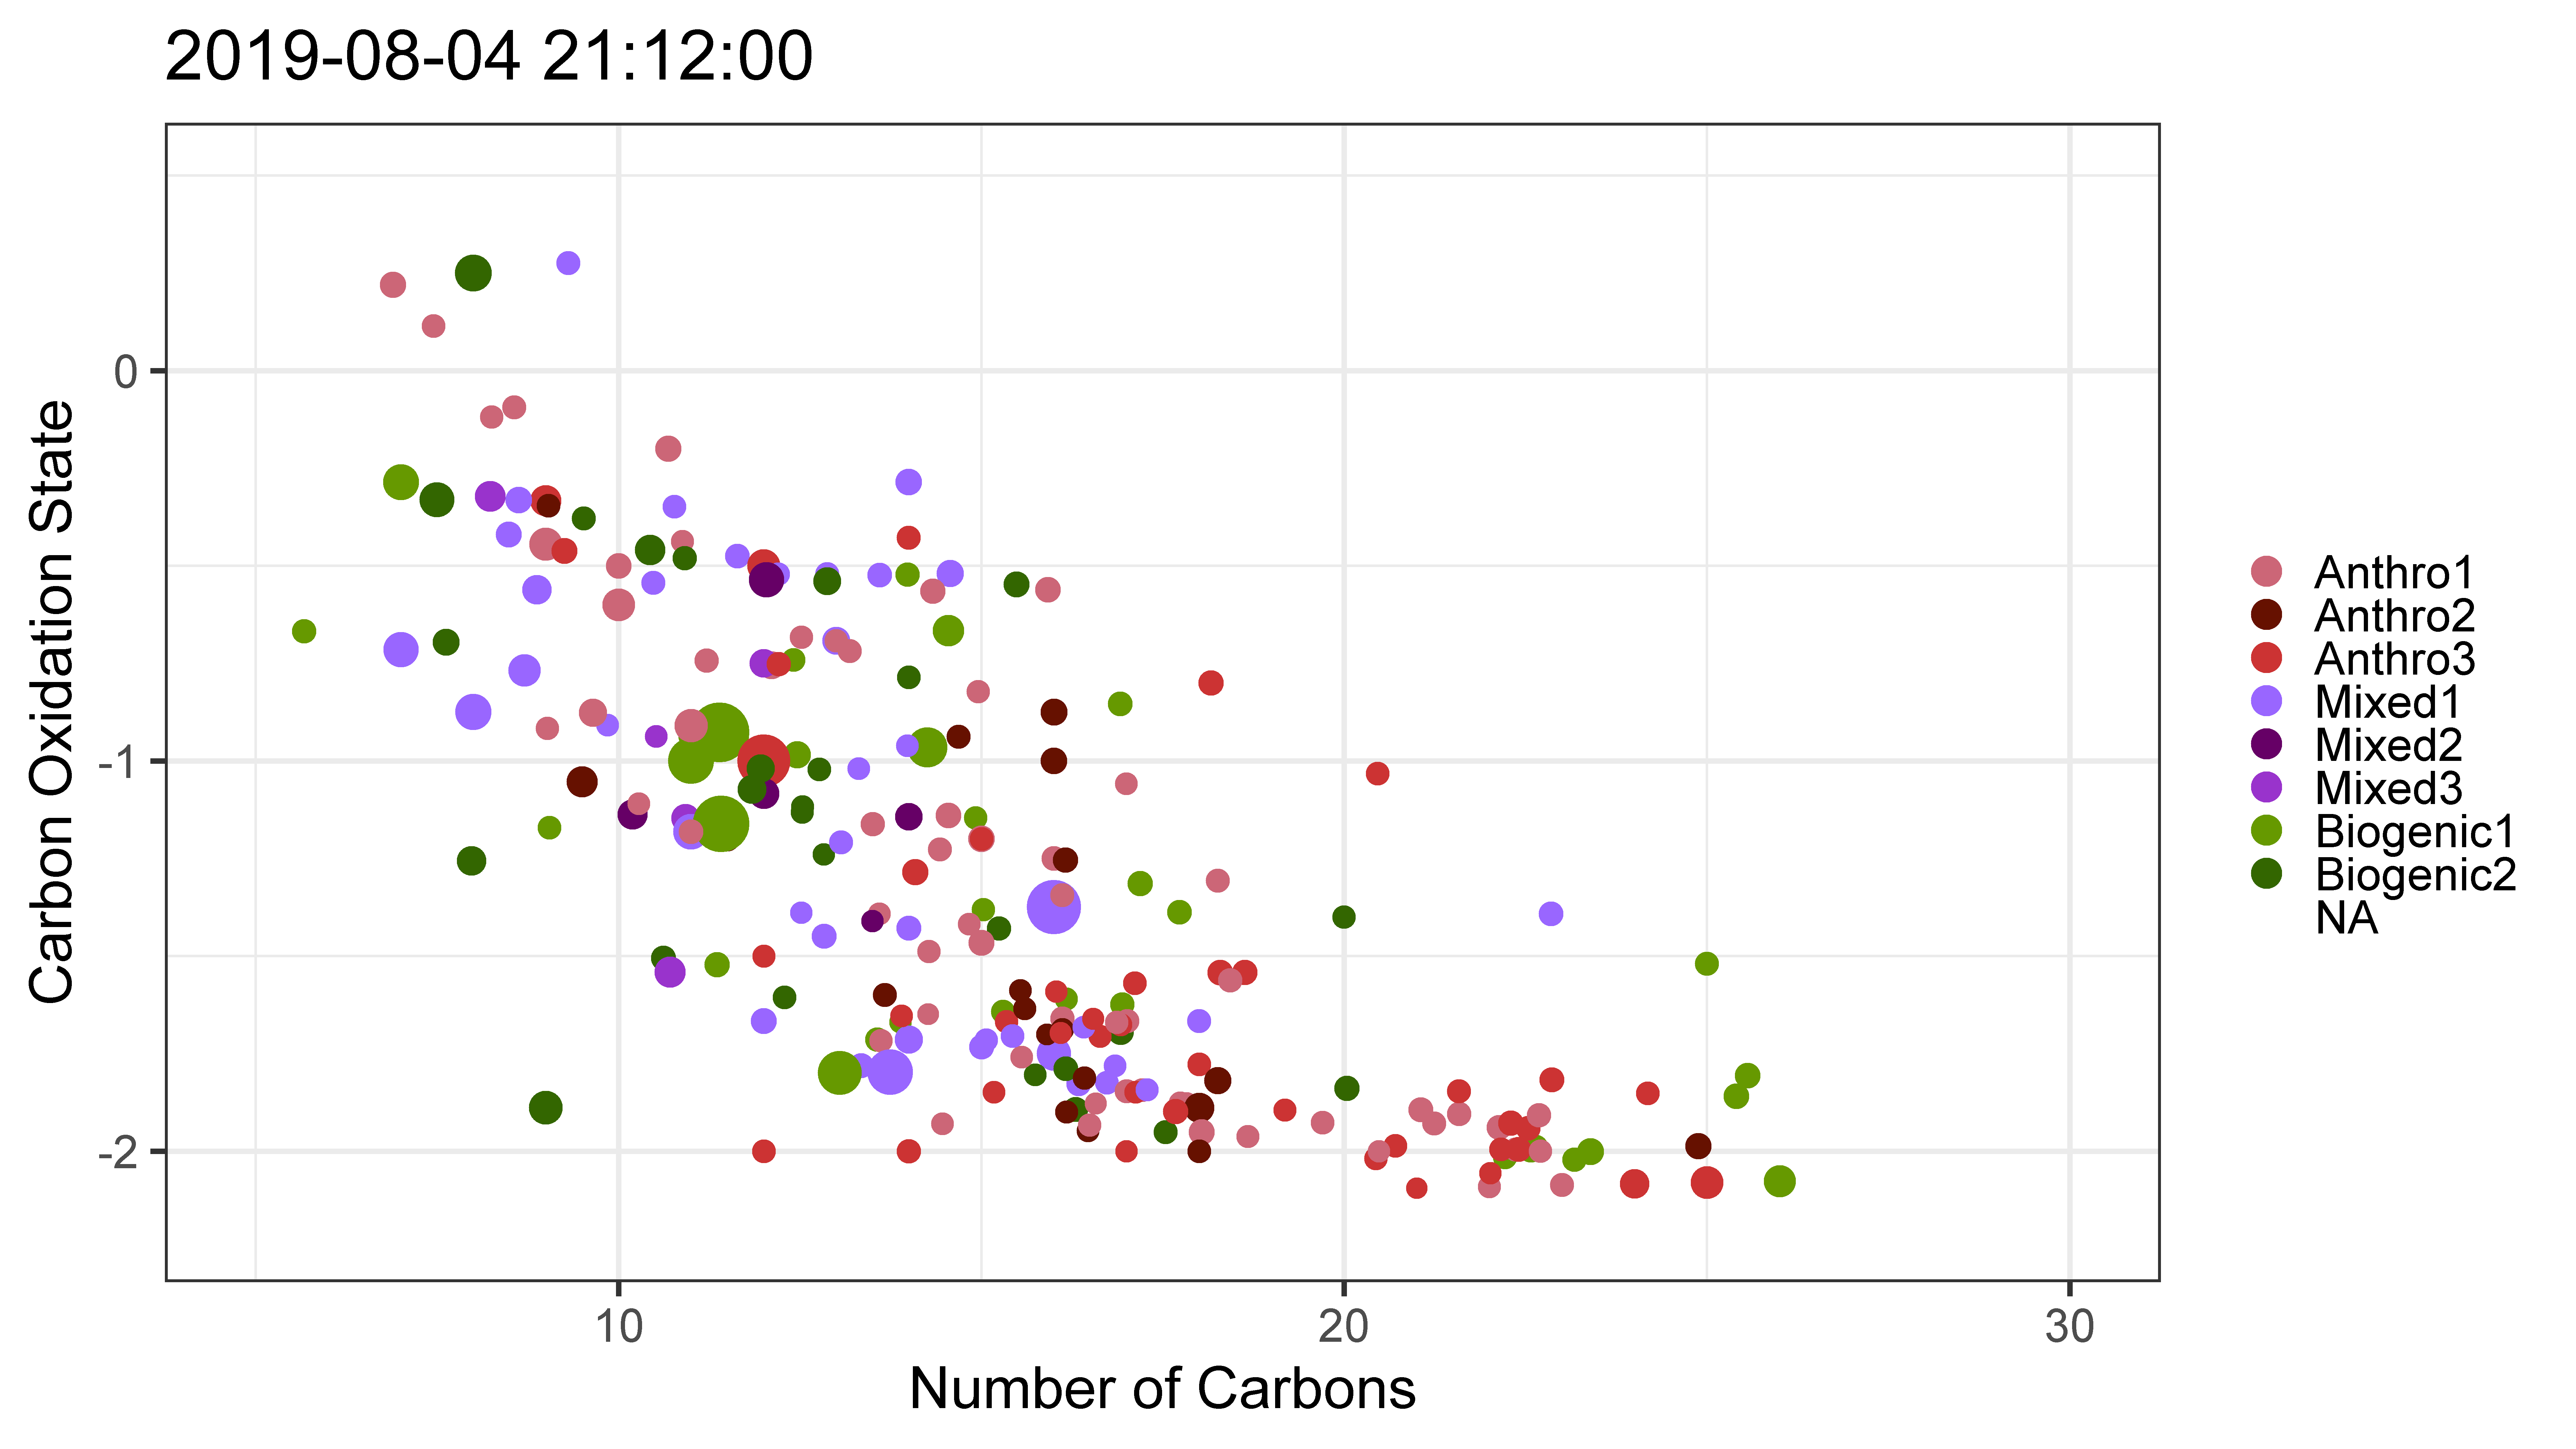 2019-08-04 21:12:00
Carbon Oxidation State
0
-1
-2
10
20
30
Number of Carbons
Anthro1
Anthro2
Anthro3
Mixed1
Mixed2
Mixed3
Biogenic1
Biogenic2
NA